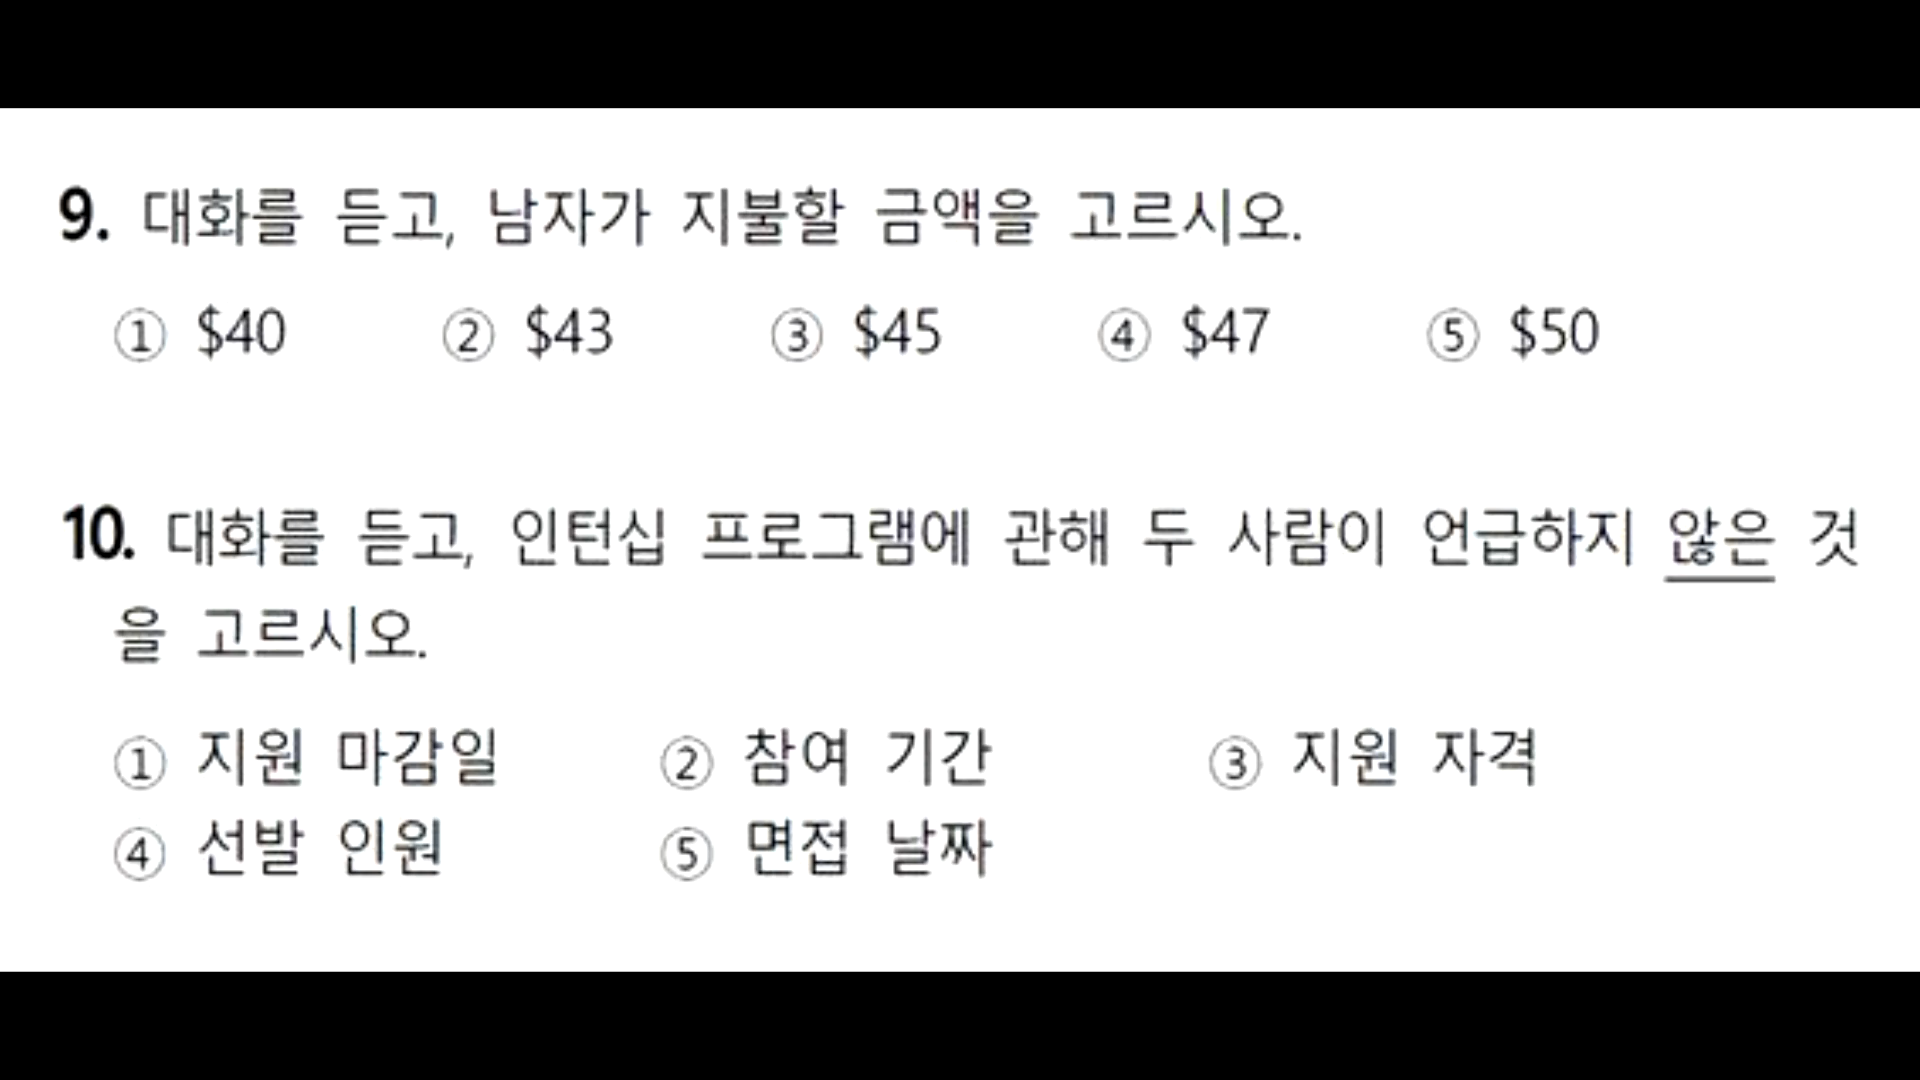 9. 대화를 듣고, 남자가 지불할 금액을 고르시오.
① $40 ② $43 ③ $45 ④ $47 ⑤ $50
10. 대화를 듣고, 인턴십 프로그램에 관해 두 사람이 언급하지 않은 것
을 고르시오.
① 지원 마감일 ② 참여 기간 ③ 지원 자격
④ 선발 인원 ⑤ 면접 날짜